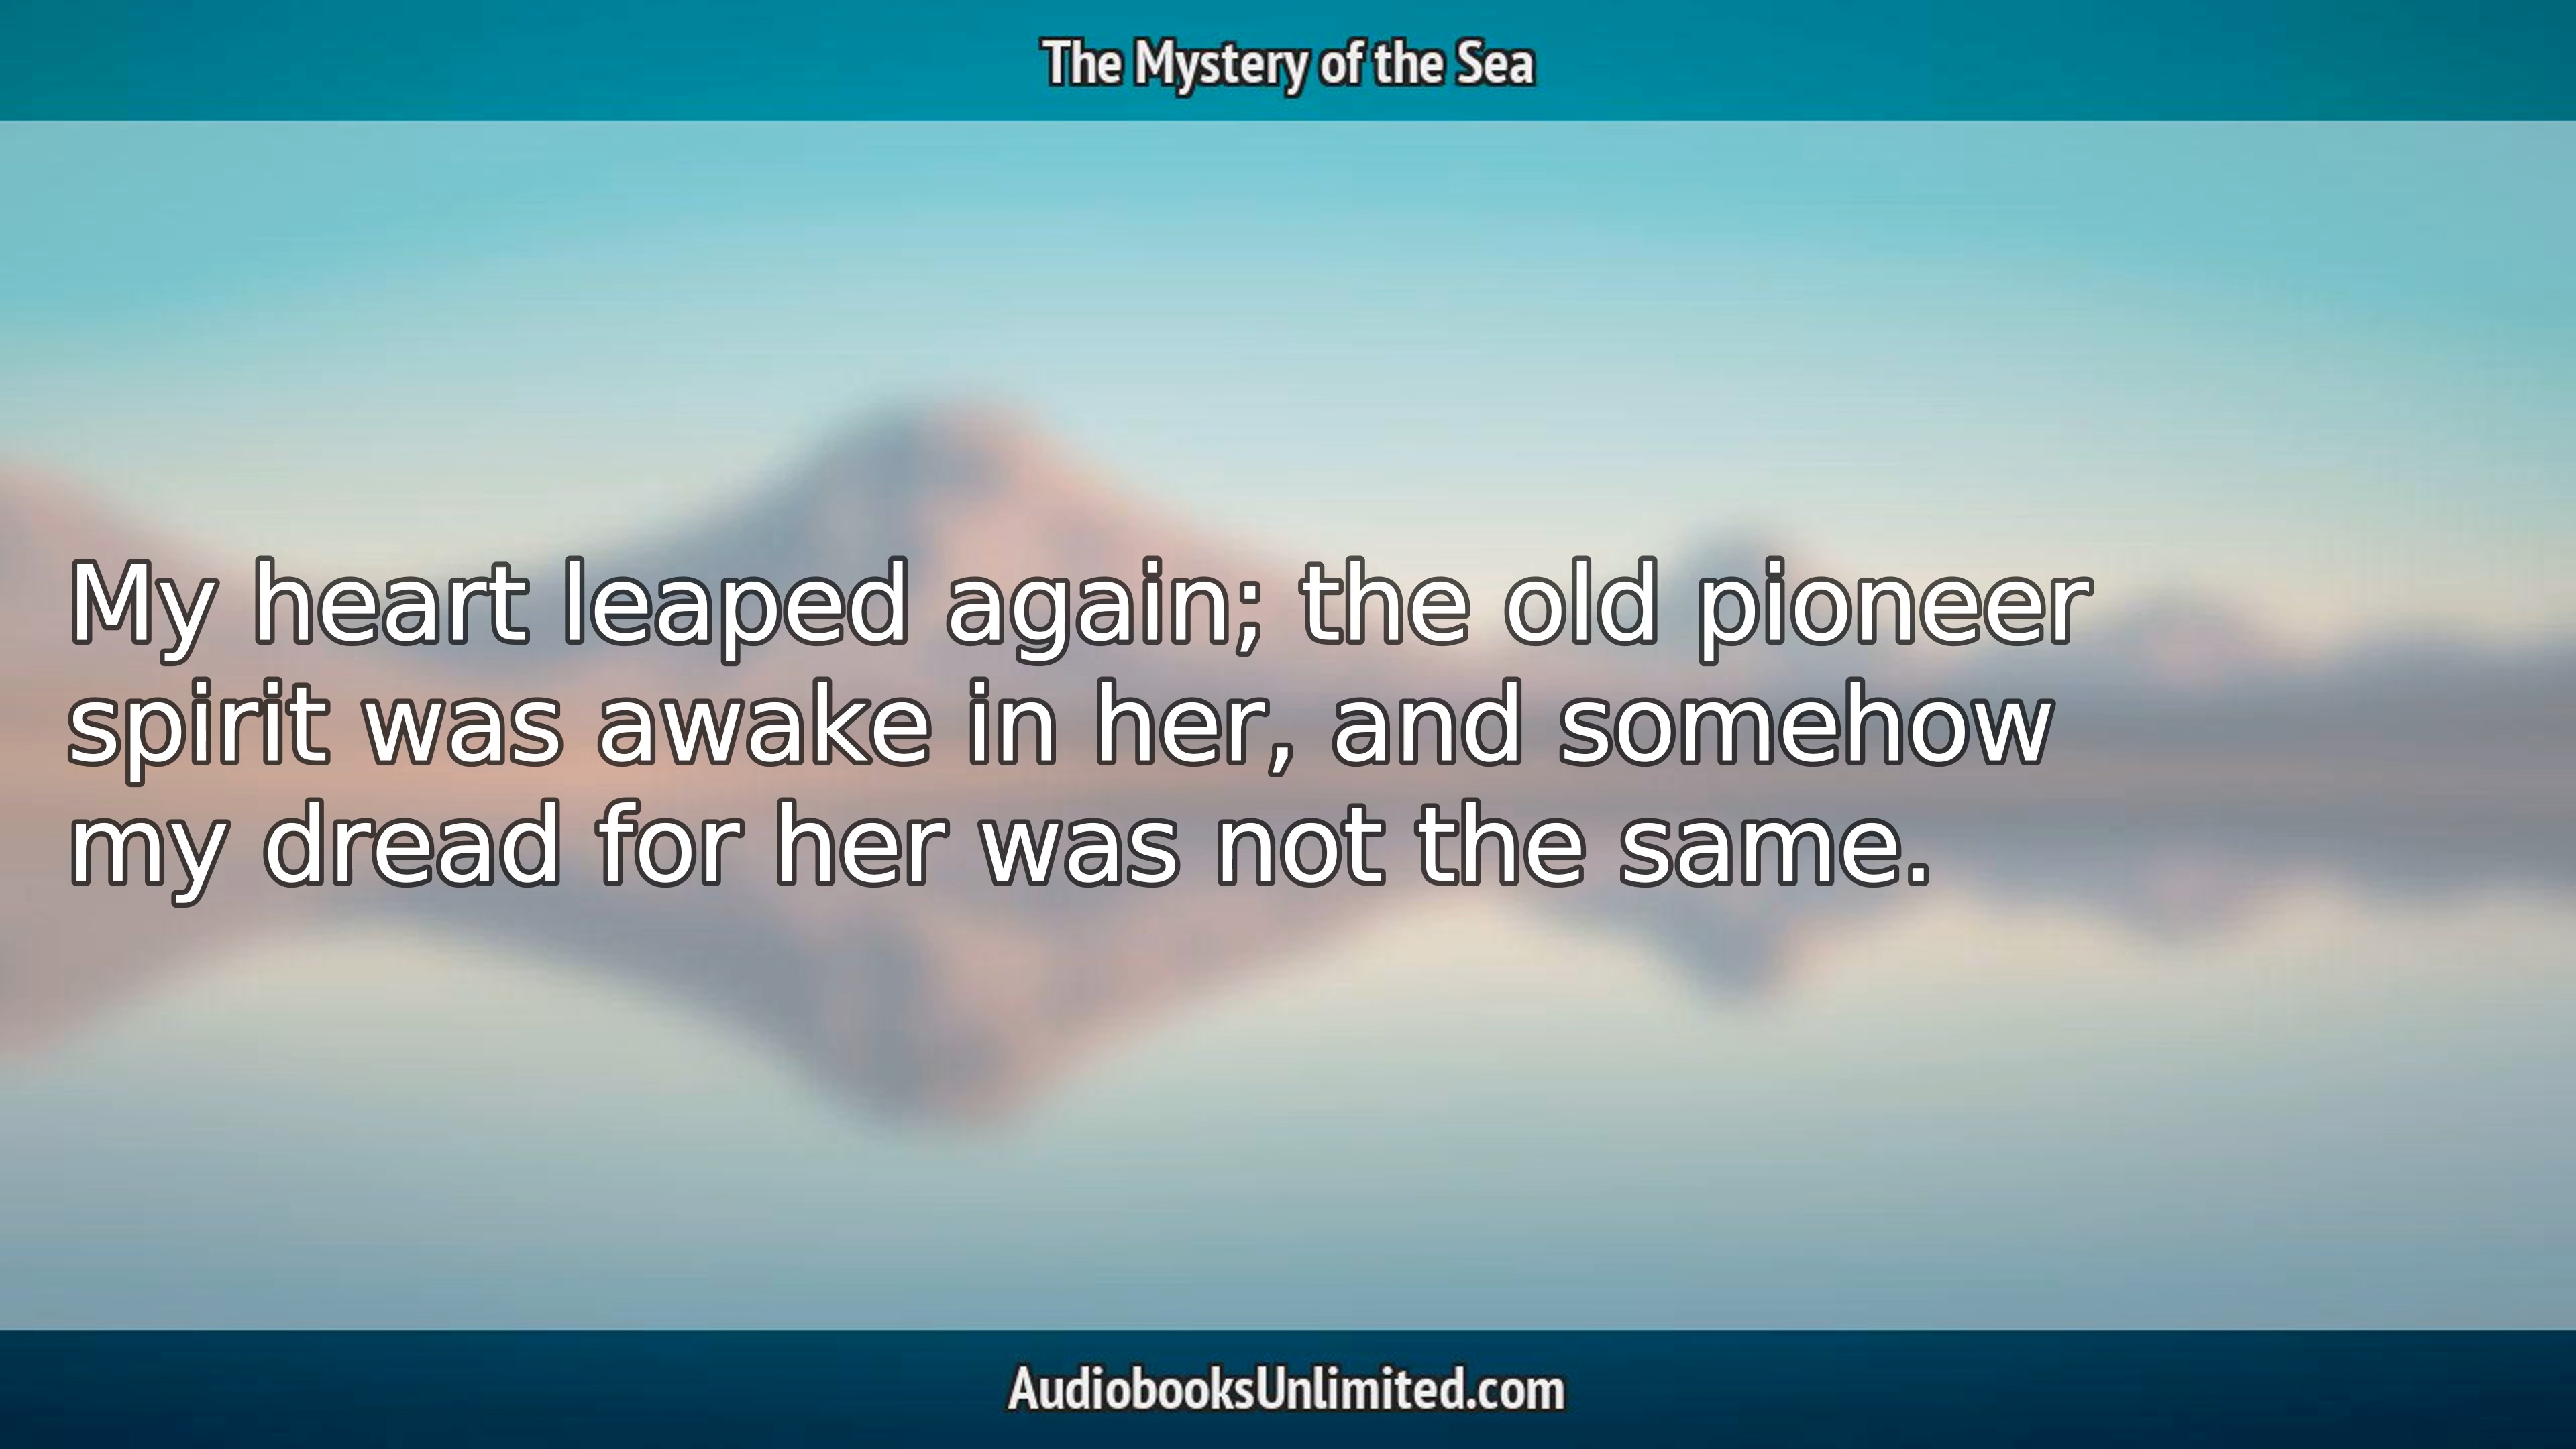 The Mystery of the Sea
My heart leaped again; the old pioneer
spirit was awake in her, and somehow
my dread for her was not the same.
AudiobooksUnlimited.com